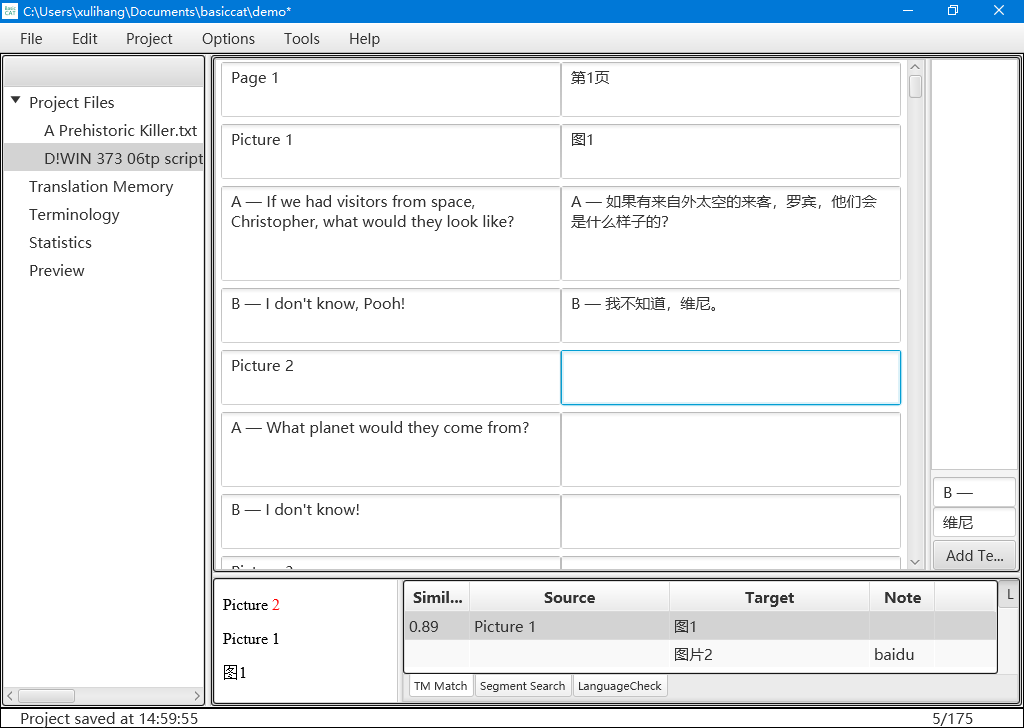 C:\Users\xulihang\Documents\basiccat\demo*
File Edit Project Options Tools Help
Project Files
A Prehistoric Killer.txt
D!WIN 373 06tp script
Translation Memory
Terminology
Statistics
Preview
Page 1 第1页
Picture 1 图1
A — If we had visitors from space,
Christopher, what would they look like?
A — 如果有来自外太空的来客，罗宾，他们会
是什么样子的?
B — I don't know, Pooh! B — 我不知道，维尼。
Picture 2
A — What planet would they come from?
B — I don't know!
B —
维尼
Add Te...
Picture 2
Picture 1
图1
Simil... Source Target Note
0.89 Picture 1 图1
图片2 baidu
TM Match Segment Search LanguageCheck
L
Project saved at 14:59:55 5/175